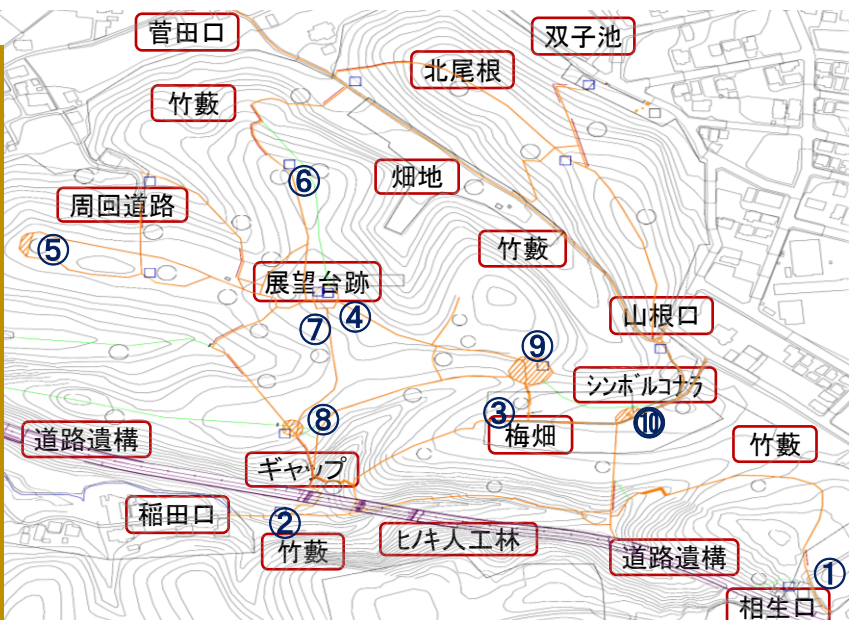 菅田口
双子池
北尾根
竹藪
⑥
畑地
周回道路
⑤
竹藪
展望台跡
④
⑦
山根口
⑨
シンボルコナラ
⑧
③
⑩
梅畑
道路遺構
竹藪
ギャップ
稲田口
②
竹藪
ヒノキ人工林
道路遺構
①
相生口